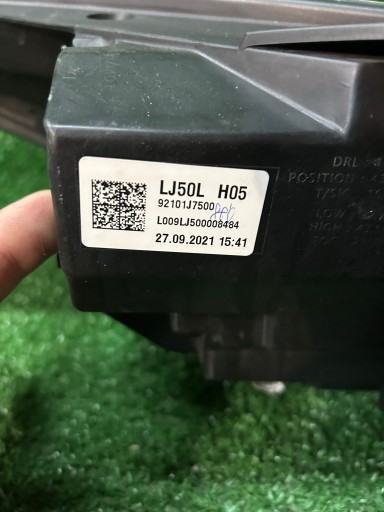 LJ50L H05
92101J7500
L009LJ500008484
27.09.2021 15:41
DRL
POSITION
LOW
HIGH